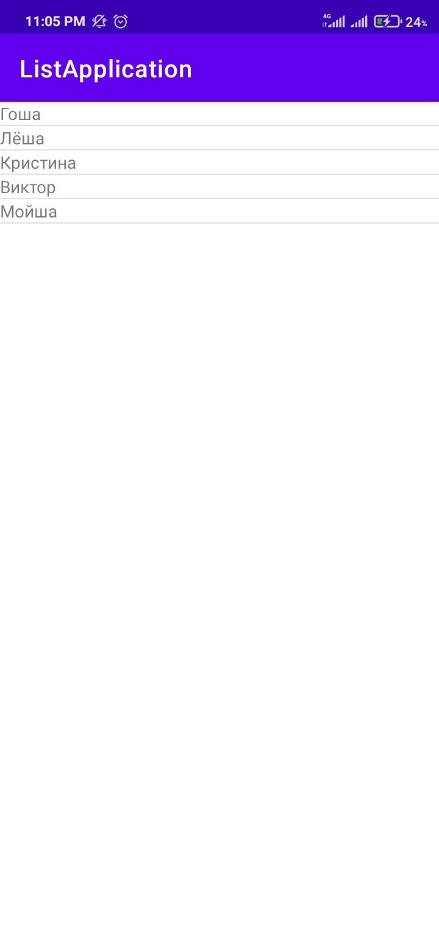 11:05 PM 4G 24%
ListApplication
Гоша
Лёша
Кристина
Виктор
Мойша